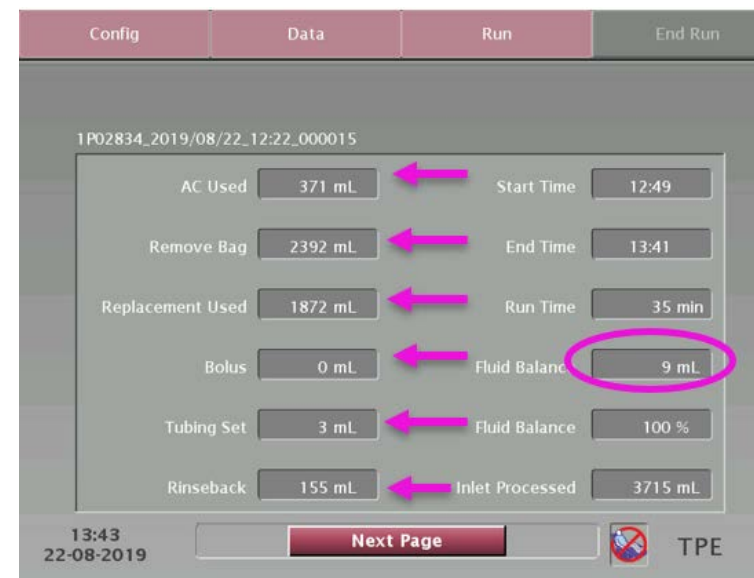 Config Data Run End Run
1P02834_2019/08/22_12:22_000015
AC Used 371 mL Start Time 12:49
Remove Bag 2392 mL End Time 13:41
Replacement Used 1872 mL Run Time 35 min
Bolus 0 mL Fluid Balanc 9 mL
Tubing Set 3 mL Fluid Balance 100 %
Rinseback 155 mL Inlet Processed 3715 mL
13:43
22-08-2019 Next Page TPE